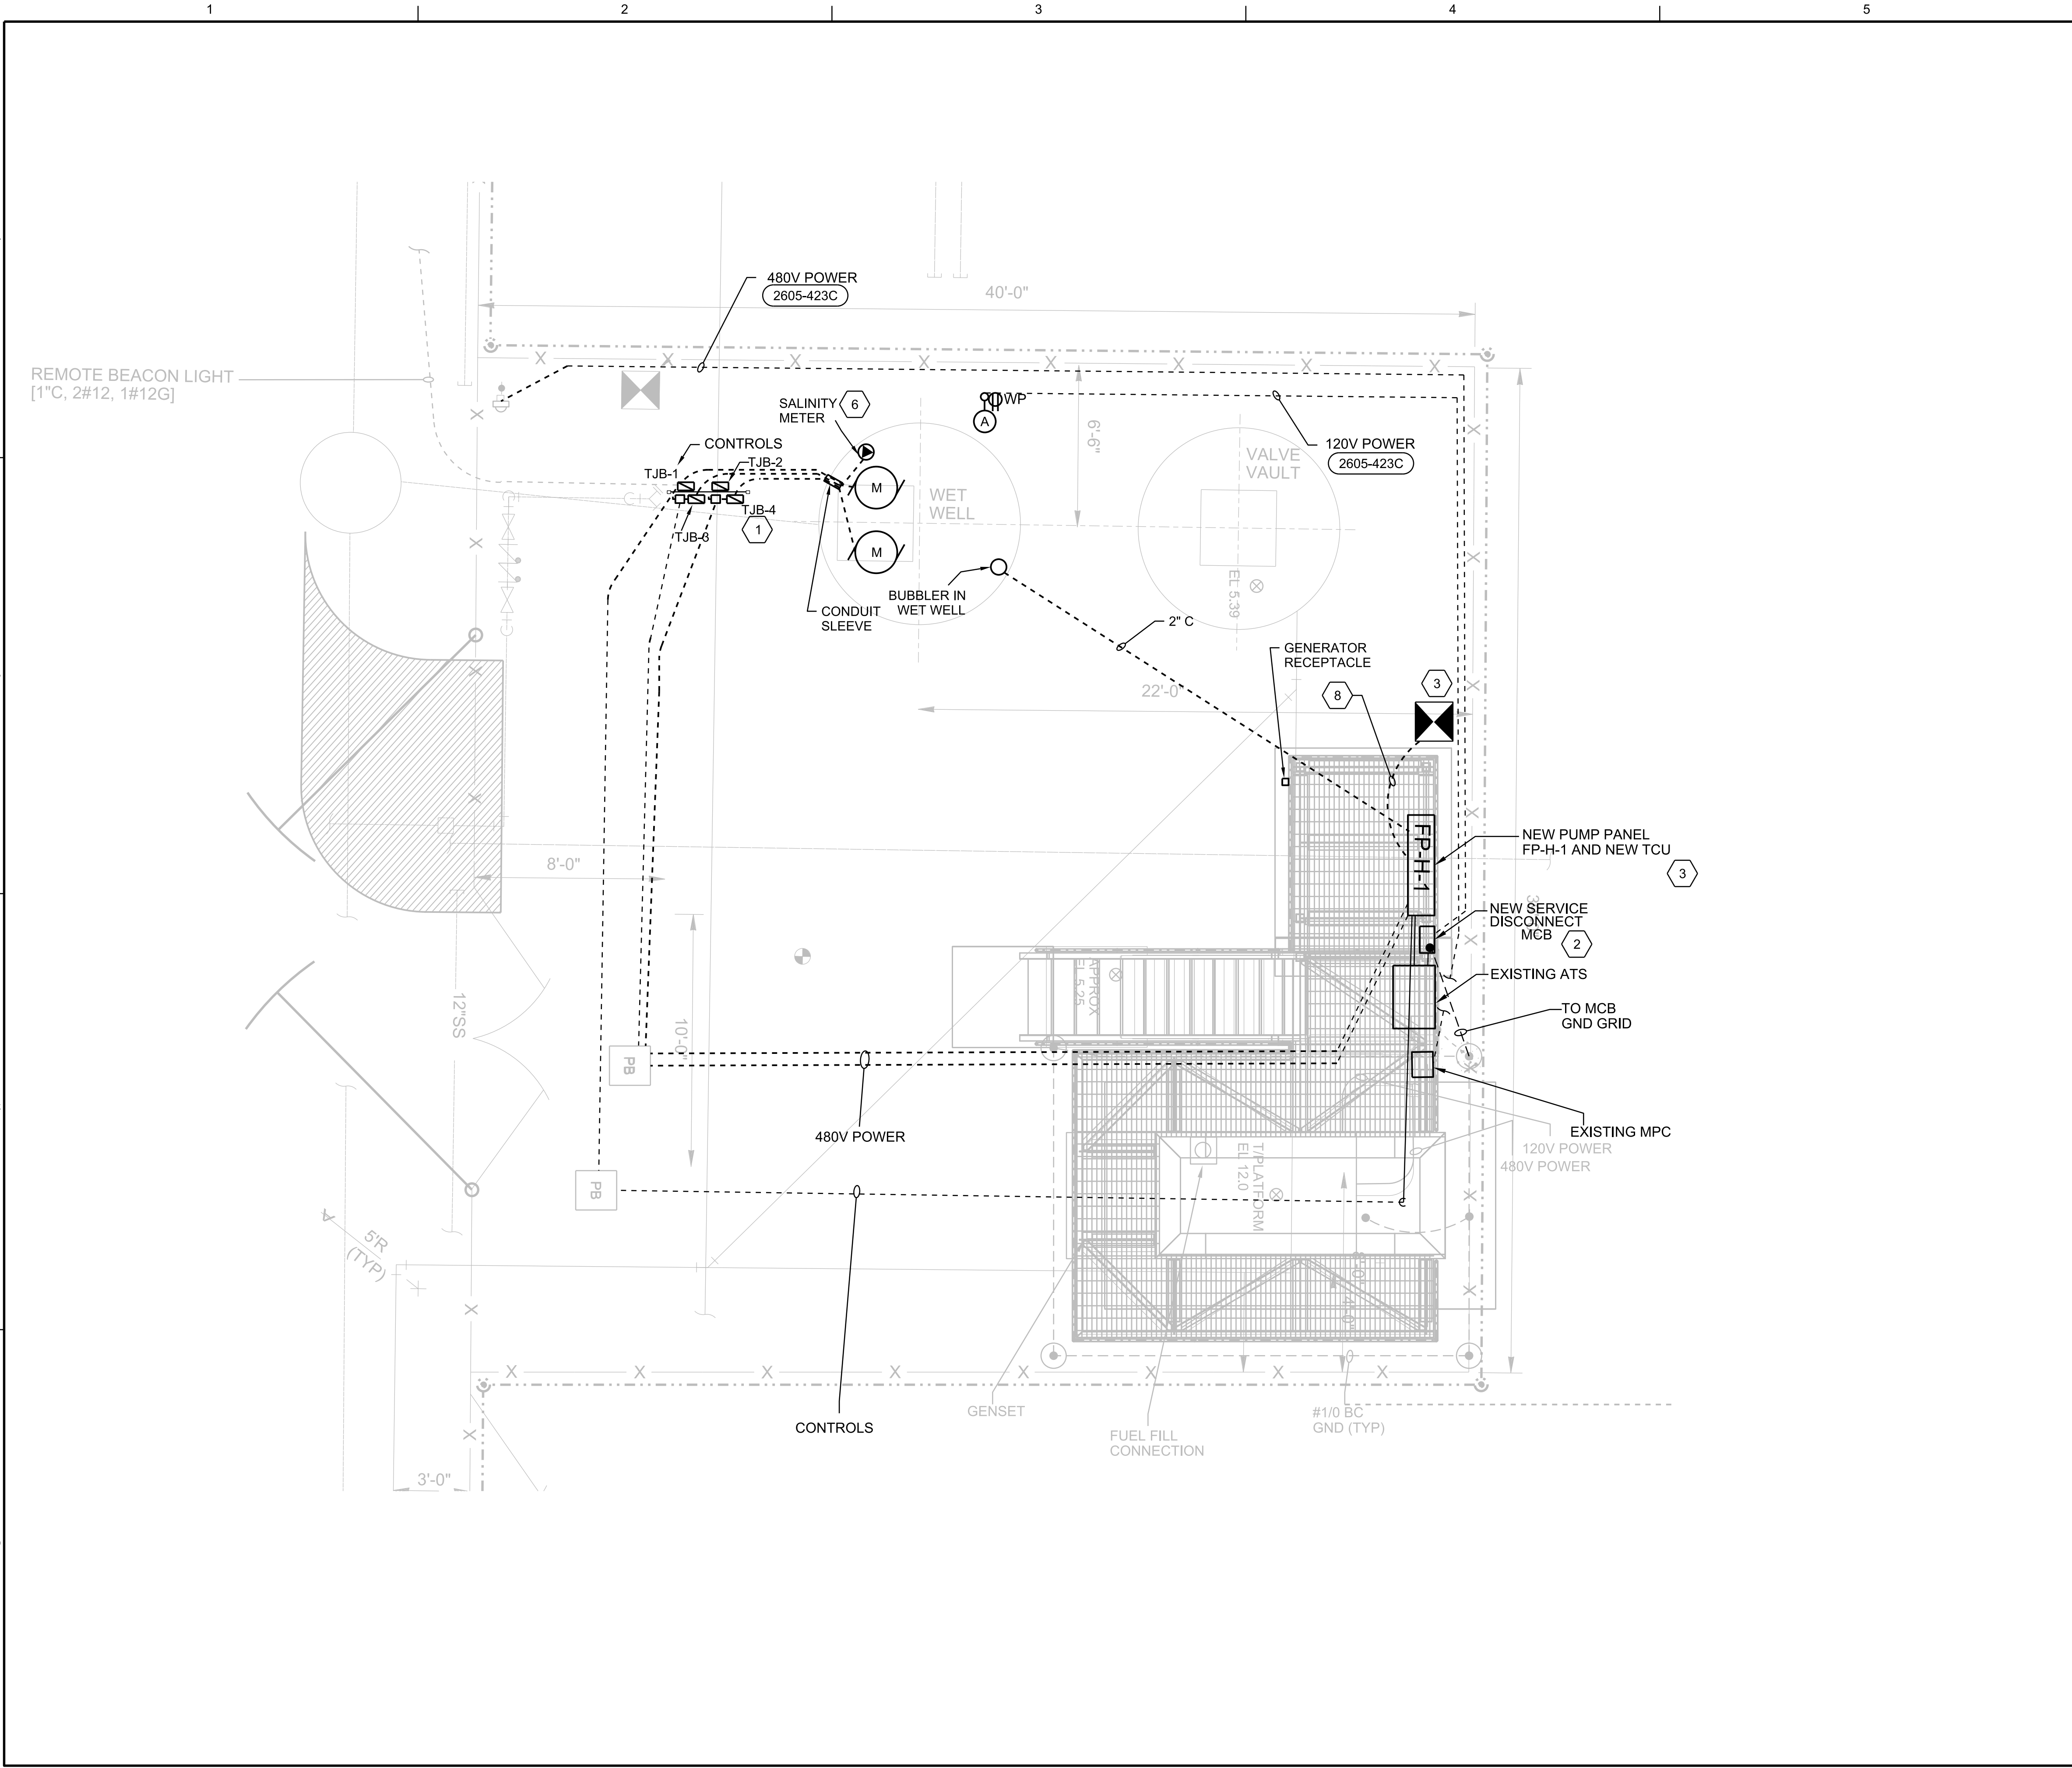 1
2
3
4
5
480V POWER
2605-423C
40'-0"
REMOTE BEACON LIGHT
[1"C, 2#12, 1#12G]
SALINITY
METER
6
WP
A
6'-6"
120V POWER
2605-423C
CONTROLS
TJB-1
TJB-2
TJB-3
TJB-4
1
M
M
WET
WELL
VALVE
VAULT
EL 5.39
BUBBLER IN
WET WELL
CONDUIT
SLEEVE
2" C
GENERATOR
RECEPTACLE
22'-0"
8
3
FP-H-1
NEW PUMP PANEL
FP-H-1 AND NEW TCU
3
8'-0"
NEW SERVICE
DISCONNECT
MCB
2
EXISTING ATS
APPROX
EL 5.25
TO MCB
GND GRID
12"SS
10'-0"
PB
480V POWER
EXISTING MPC
120V POWER
480V POWER
T/PLATFORM
EL 12.0
PB
5'R
(TYP)
4'-0"
CONTROLS
GENSET
FUEL FILL
CONNECTION
#1/0 BC
GND (TYP)
3'-0"